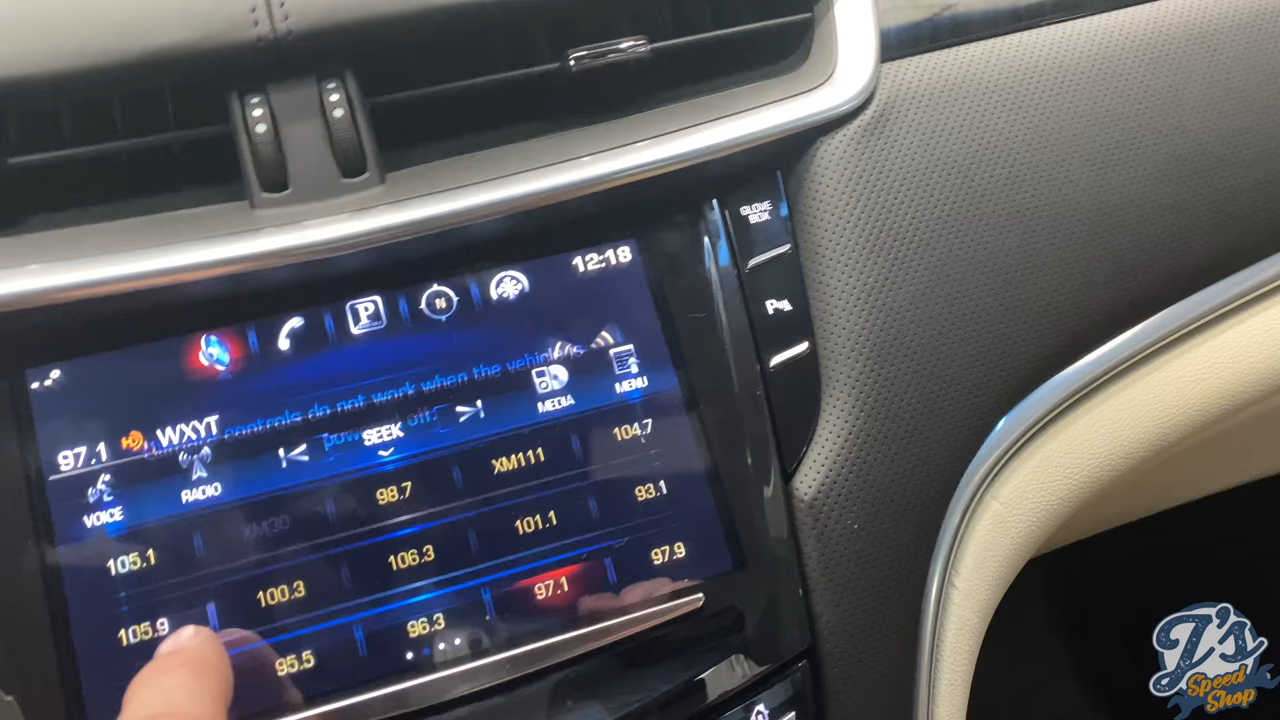 12:18
GLOVE BOX
P
N
controls do not work when the vehicle is
off.
97.1 HD WXYT
VOICE
RADIO
SEEK
MEDIA
MENU
105.1 XM30 98.7 XM111 104.7
105.9 100.3 106.3 101.1 93.1
95.5 96.3 97.1 97.9
J's
Speed
Shop